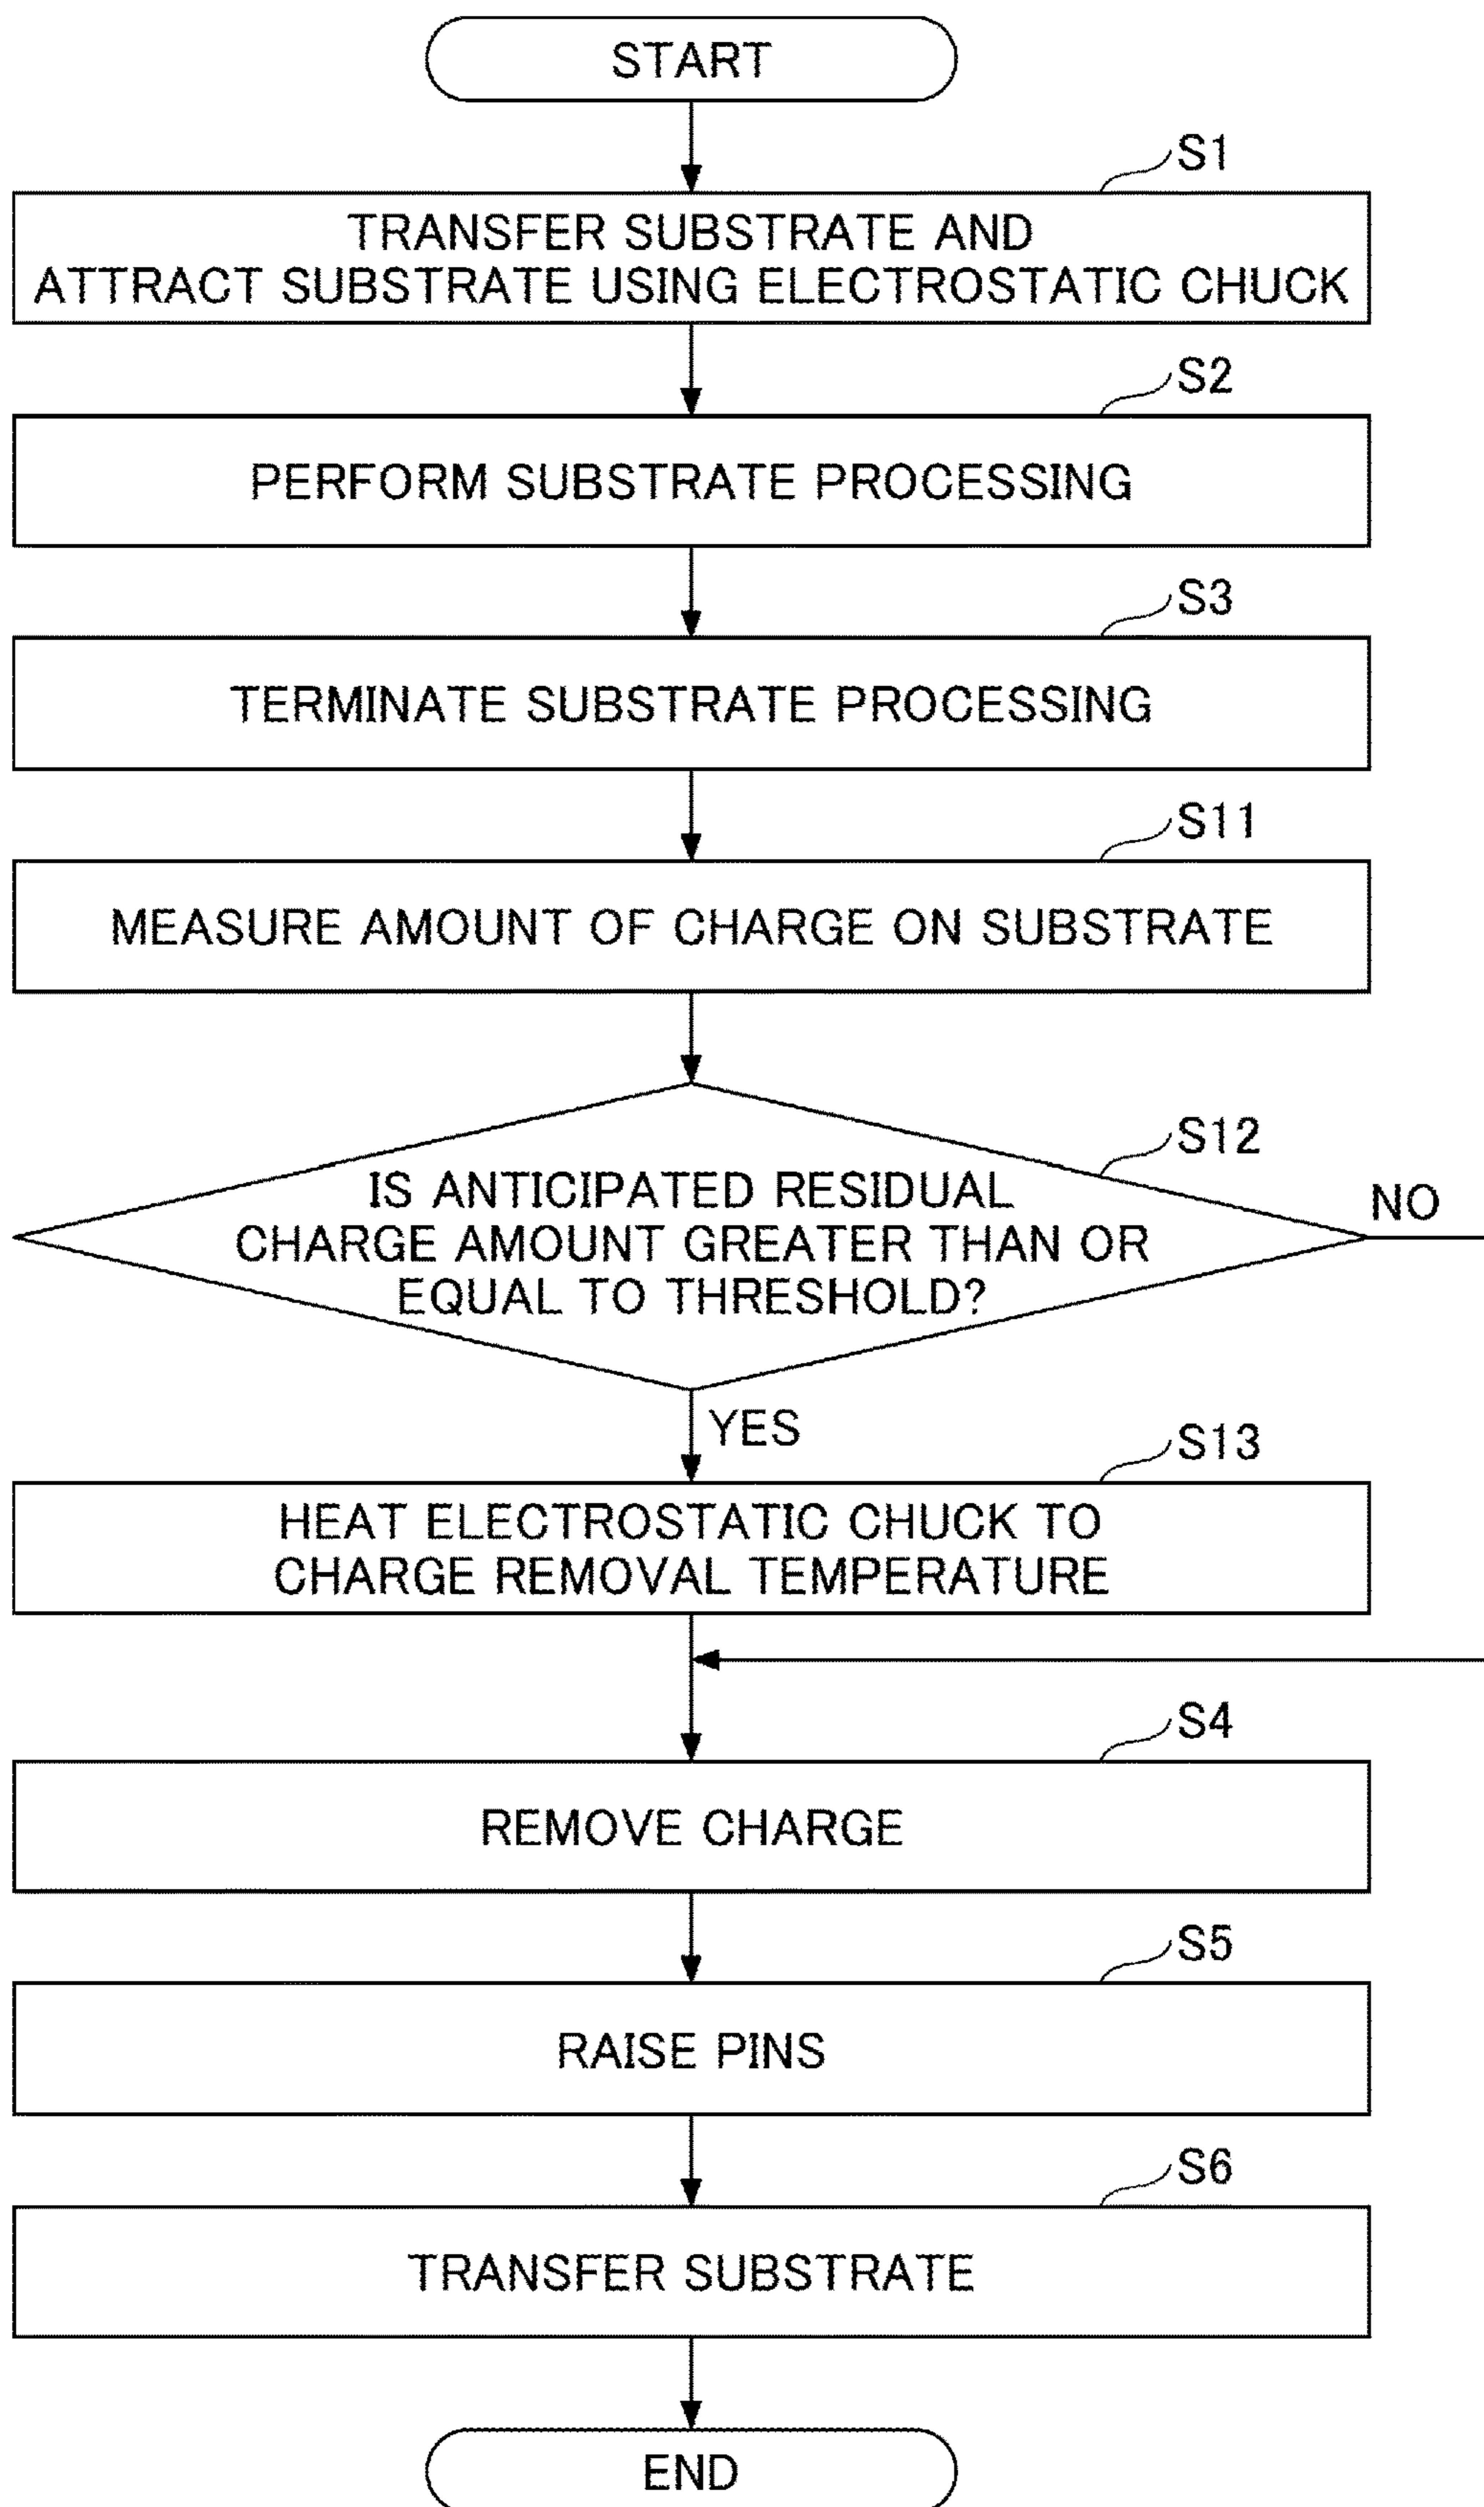 START
S1
TRANSFER SUBSTRATE AND
ATTRACT SUBSTRATE USING ELECTROSTATIC CHUCK
S2
PERFORM SUBSTRATE PROCESSING
S3
TERMINATE SUBSTRATE PROCESSING
S11
MEASURE AMOUNT OF CHARGE ON SUBSTRATE
S12
IS ANTICIPATED RESIDUAL
CHARGE AMOUNT GREATER THAN OR
EQUAL TO THRESHOLD?
NO
YES
S13
HEAT ELECTROSTATIC CHUCK TO
CHARGE REMOVAL TEMPERATURE
S4
REMOVE CHARGE
S5
RAISE PINS
S6
TRANSFER SUBSTRATE
END